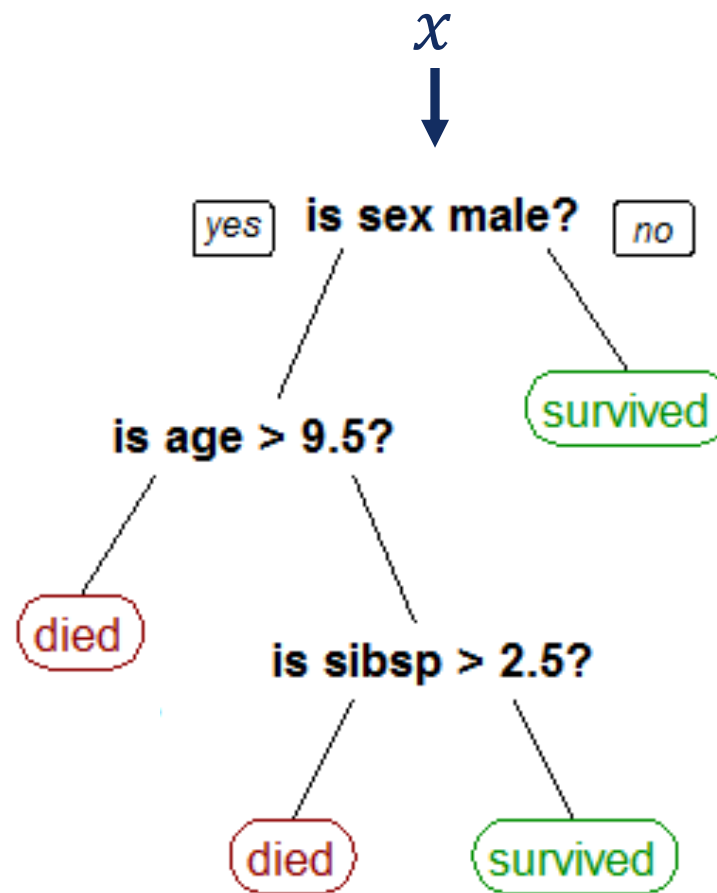 x
yes is sex male? no
survived
is age > 9.5?
died
is sibsp > 2.5?
died survived